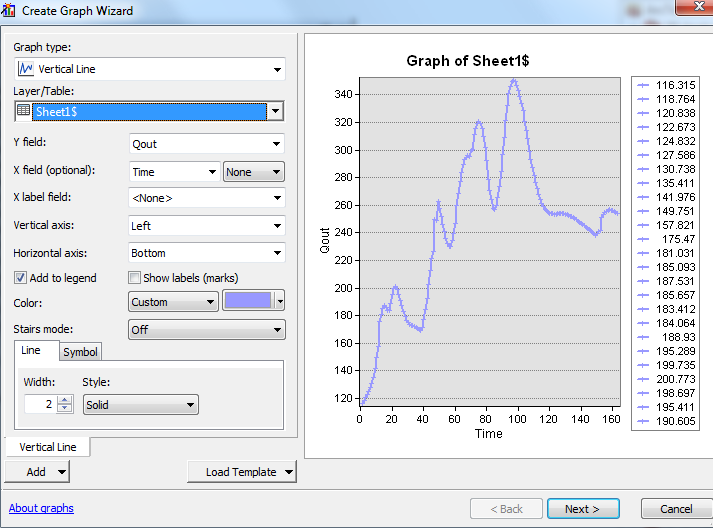 Create Graph Wizard
Graph type:
Vertical Line
Layer/Table:
Sheet1$
Y field:
Qout
X field (optional):
Time
None
X label field:
<None>
Vertical axis:
Left
Horizontal axis:
Bottom
Add to legend
Show labels (marks)
Color:
Custom
Stairs mode:
Off
Line
Symbol
Width:
Style:
2
Solid
Vertical Line
Add
Load Template
Graph of Sheet1$
340
320
300
280
260
240
220
200
180
160
140
120
Qout
0 20 40 60 80 100 120 140 160
Time
116.315
118.764
120.838
122.673
124.832
127.586
130.738
135.411
141.976
149.751
157.821
175.47
181.031
185.093
187.531
185.657
183.412
184.064
188.93
195.289
199.735
200.773
198.697
195.411
190.605
About graphs
< Back
Next >
Cancel